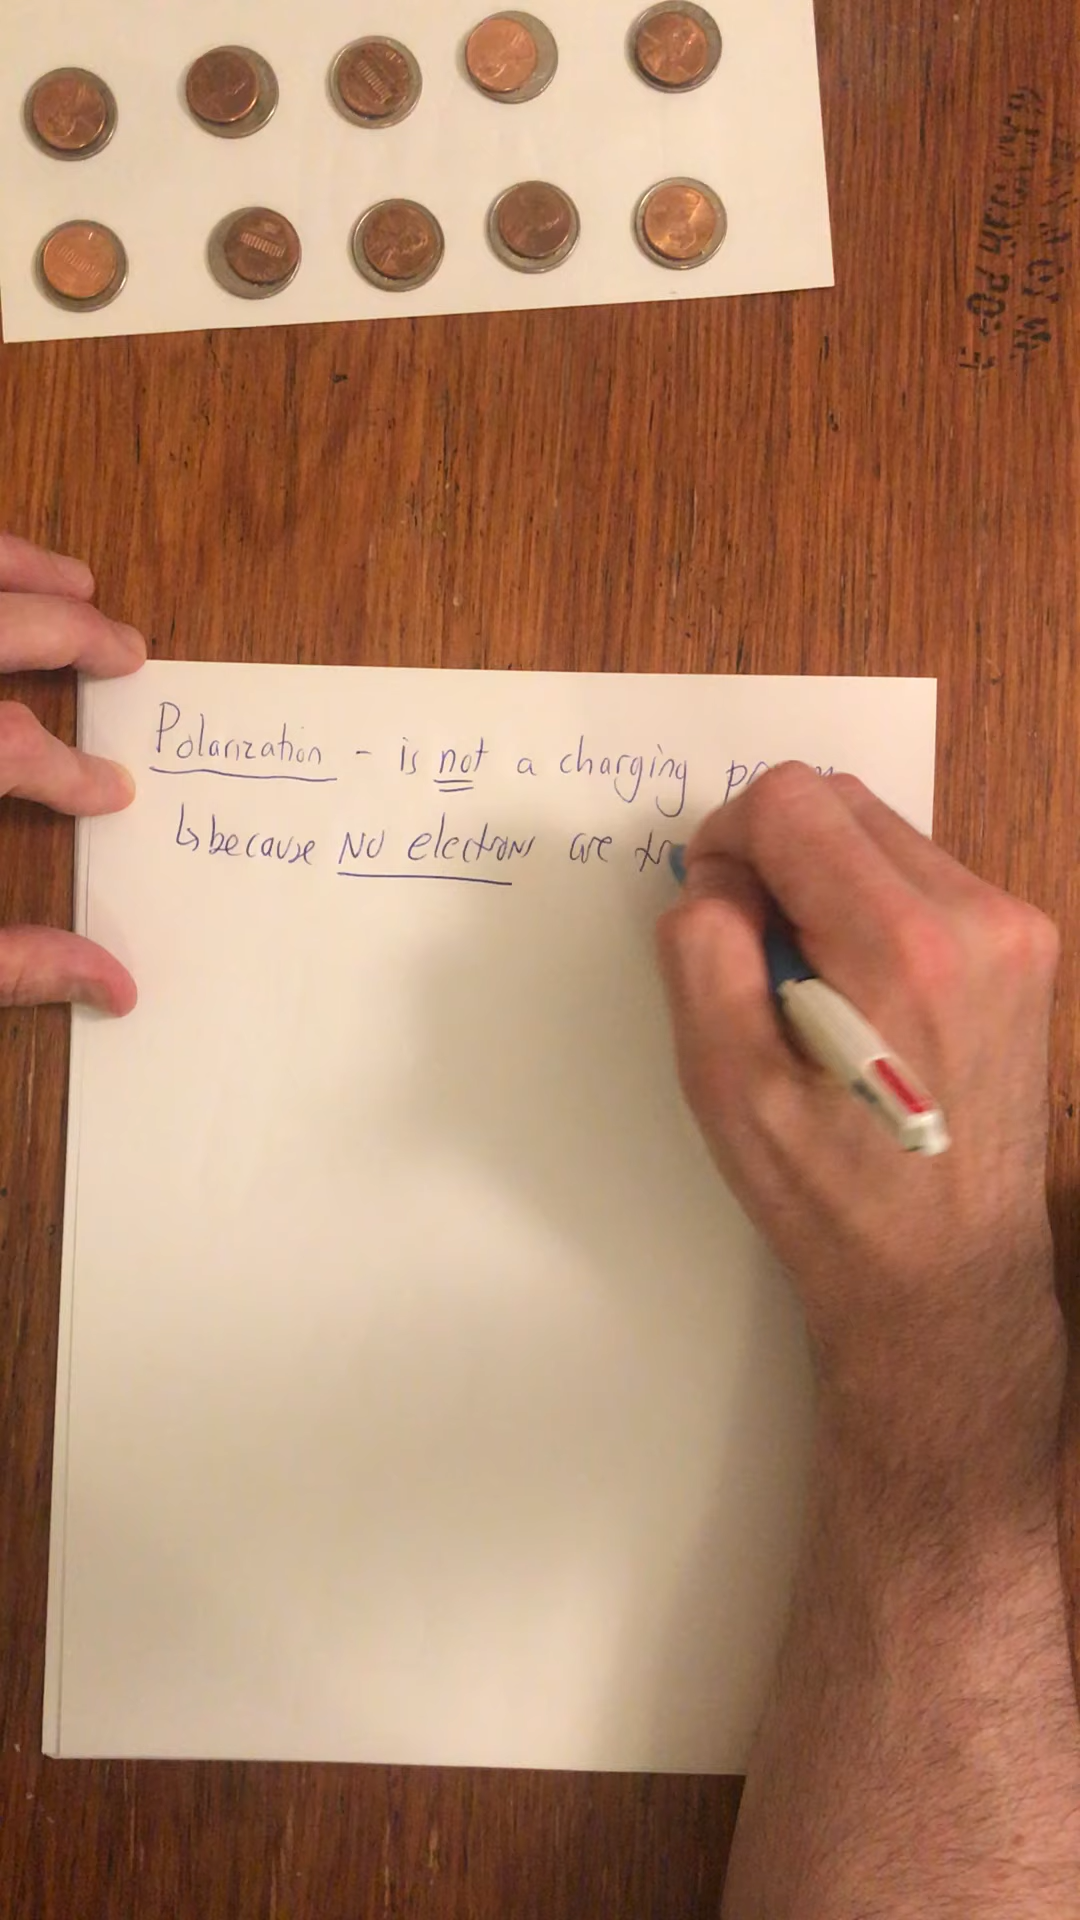 Polarization - is not a charging
↳ because NO electrons are